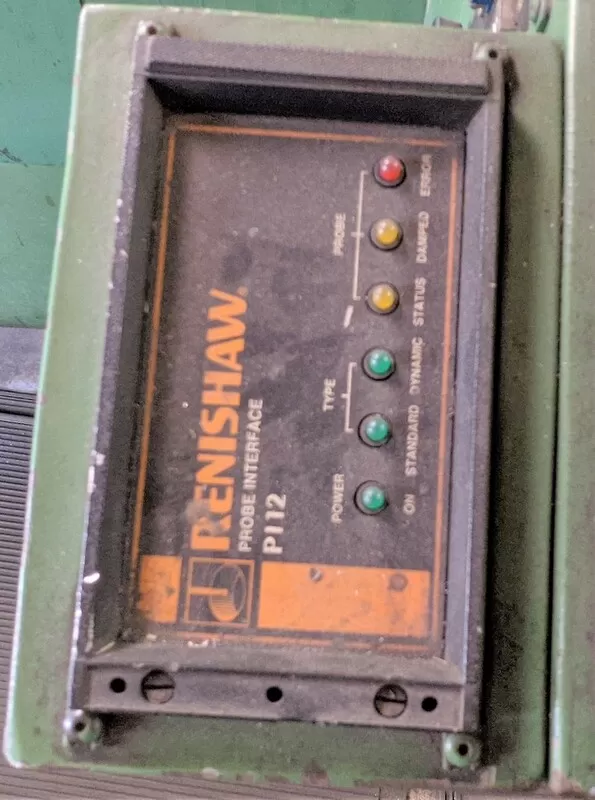 RENISHAW®
PROBE INTERFACE
PI12
POWER TYPE PROBE
ON STANDARD DYNAMIC STATUS DAMPED ERROR